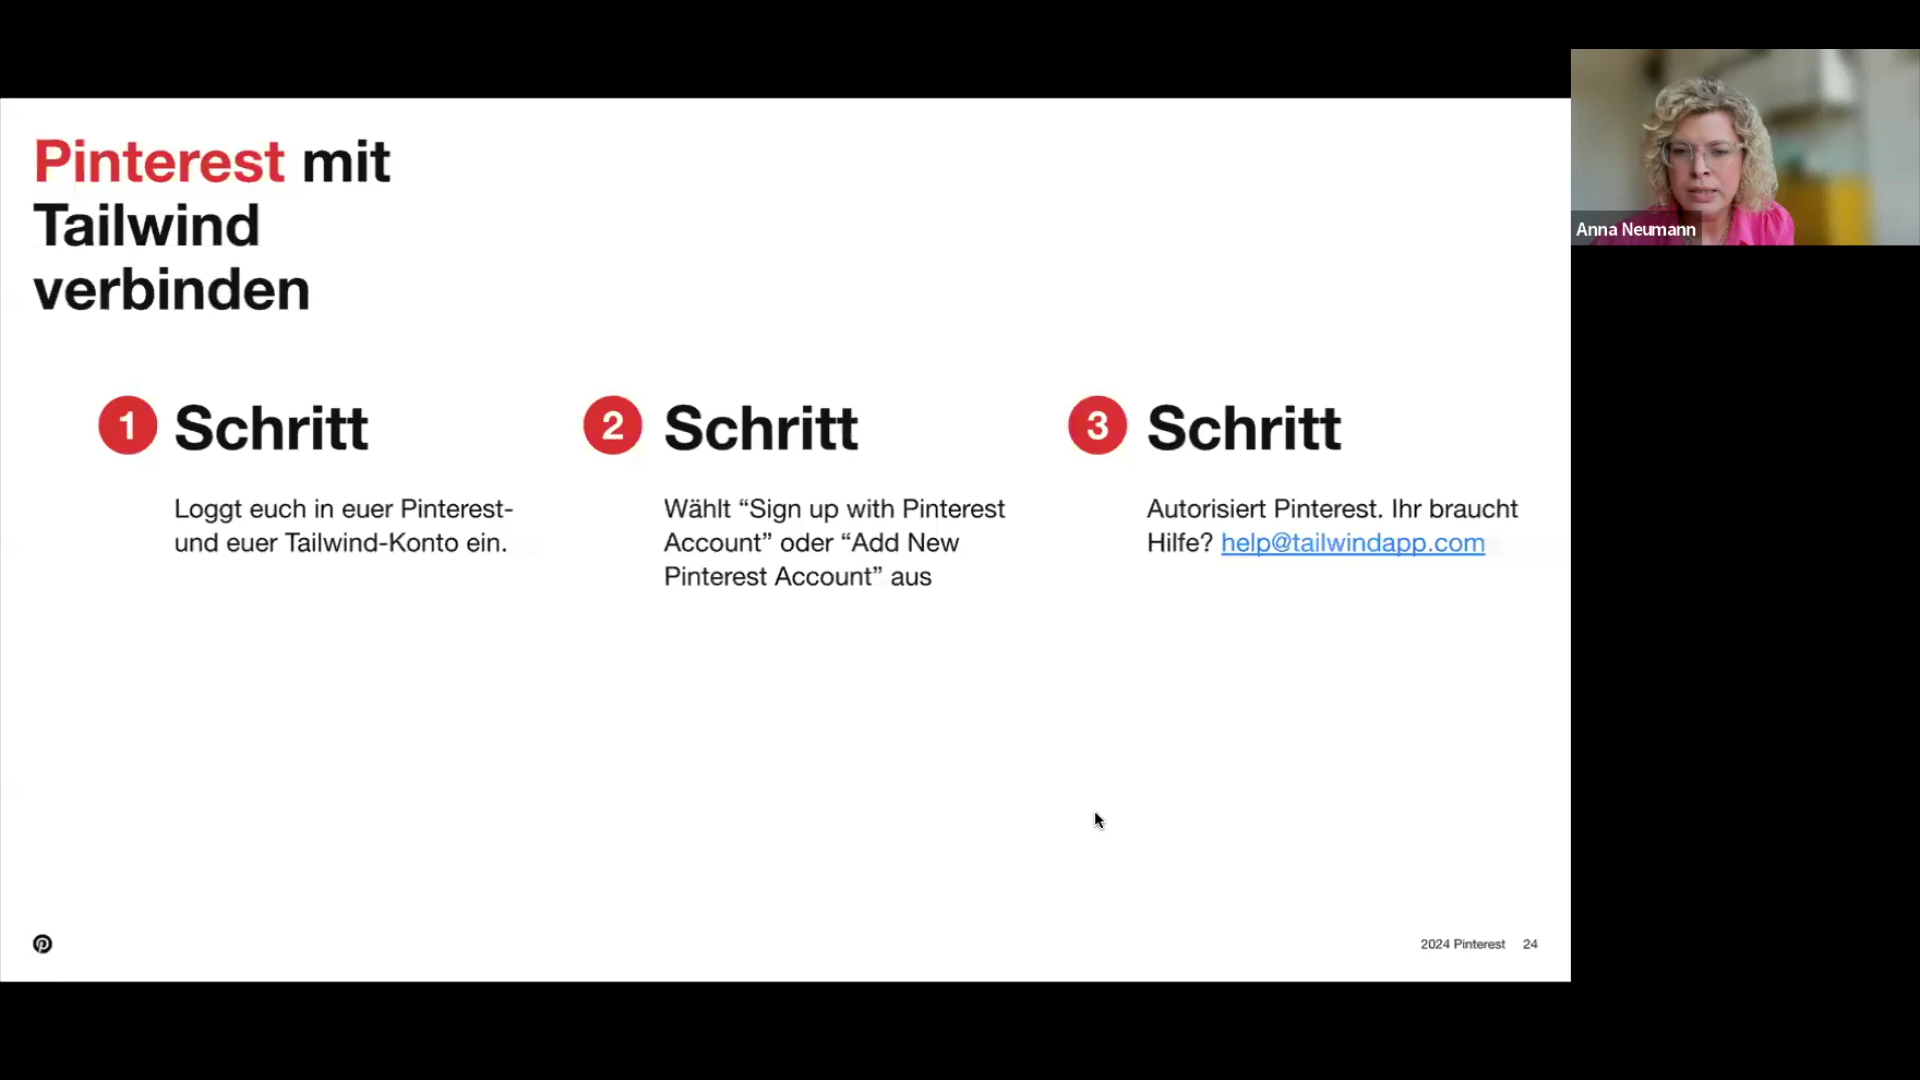 Pinterest mit
Tailwind
verbinden
1 Schritt
Loggt euch in euer Pinterest-
und euer Tailwind-Konto ein.
2 Schritt
Wählt “Sign up with Pinterest
Account” oder “Add New
Pinterest Account” aus
3 Schritt
Autorisiert Pinterest. Ihr braucht
Hilfe? help@tailwindapp.com
2024 Pinterest 24
Anna Neumann